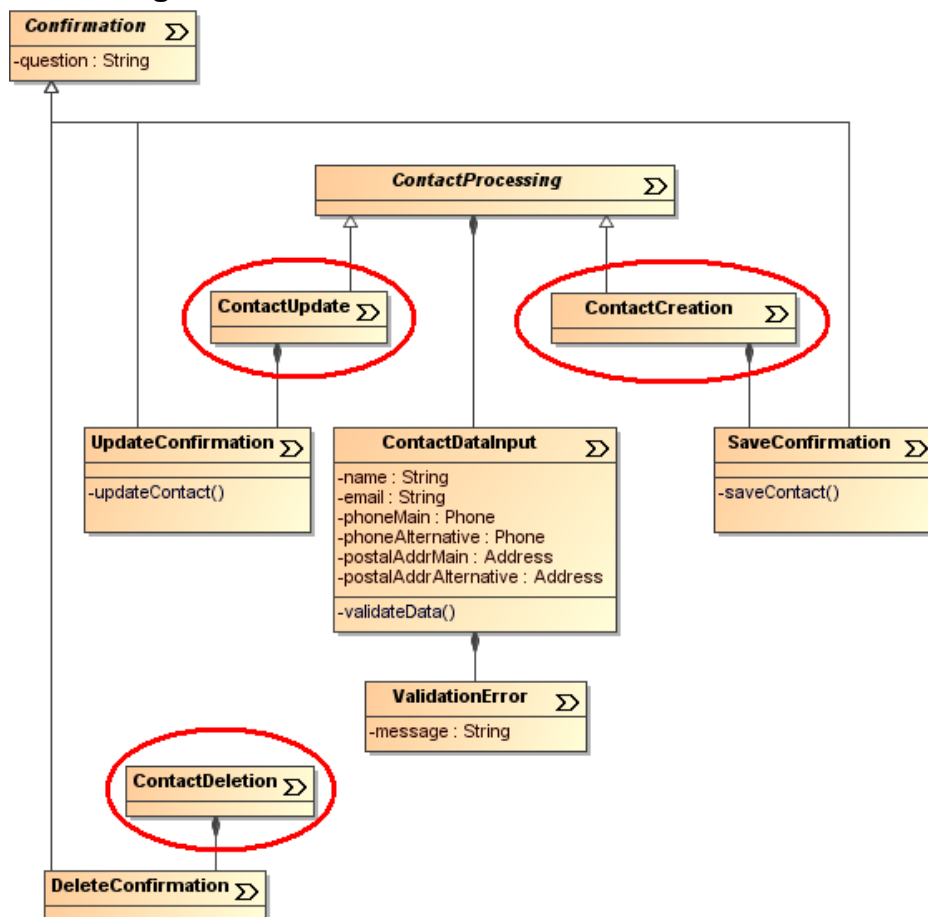 Confirmation
-question : String
ContactProcessing
ContactUpdate
ContactCreation
UpdateConfirmation
-updateContact()
ContactDataInput
-name : String
-email : String
-phoneMain : Phone
-phoneAlternative : Phone
-postalAddrMain : Address
-postalAddrAlternative : Address
-validateData()
SaveConfirmation
-saveContact()
ValidationError
-message : String
ContactDeletion
DeleteConfirmation